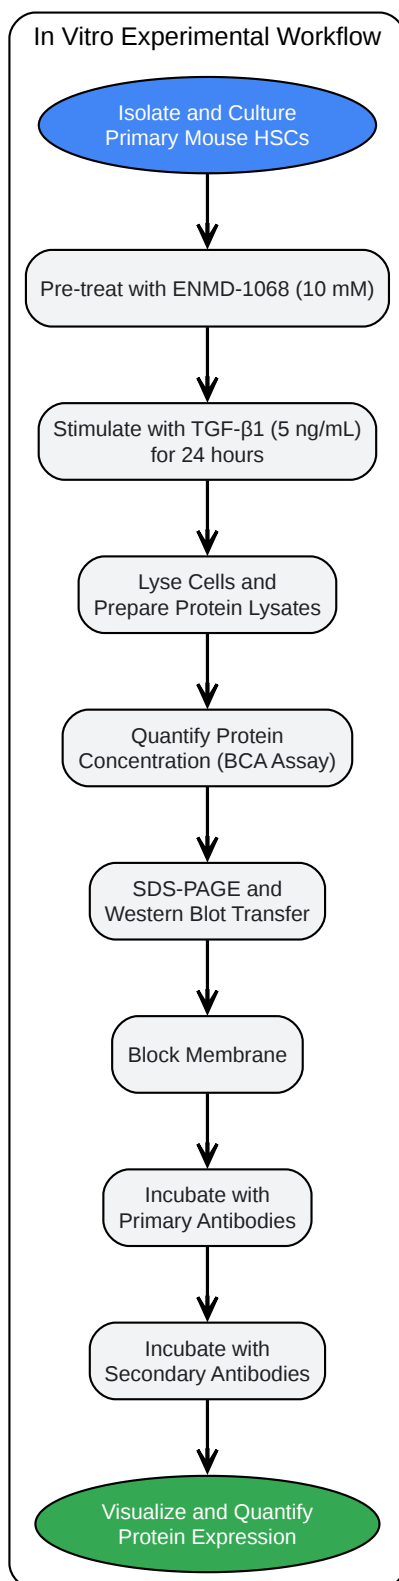 In Vitro Experimental Workflow
Isolate and Culture
Primary Mouse HSCs
Pre-treat with ENMD-1068 (10 mM)
Stimulate with TGF-β1 (5 ng/mL)
for 24 hours
Lyse Cells and
Prepare Protein Lysates
Quantify Protein
Concentration (BCA Assay)
SDS-PAGE and
Western Blot Transfer
Block Membrane
Incubate with
Primary Antibodies
Incubate with
Secondary Antibodies
Visualize and Quantify
Protein Expression